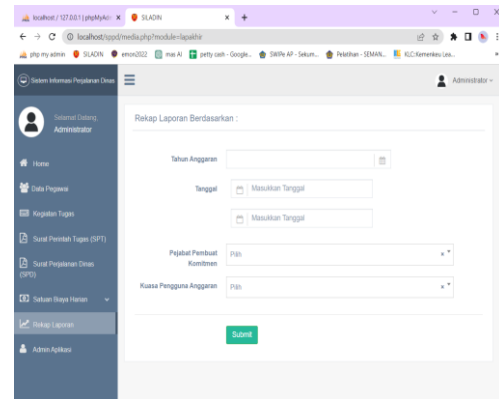 localhost / 127.0.0.1 | phpMyAdm
SILADIN
localhost/sppd/media.php?module=lapakhir
php my admin
SILADIN
emon2022
mas AI
petty cash - Google...
SWIPe AP - Sekum...
Pelatihan - SEMAN...
KLC Kemenkeu Lea...
Sistem Informasi Perjalanan Dinas
Administrator
Selamat Datang,
Administrator
Home
Data Pegawai
Kegiatan Tugas
Surat Perintah Tugas (SPT)
Surat Perjalanan Dinas
(SPD)
Satuan Biaya Harian
Rekap Laporan
Admin Aplikasi
Rekap Laporan Berdasarkan :
Tahun Anggaran
Tanggal
Masukkan Tanggal
Masukkan Tanggal
Pejabat Pembuat
Komitmen
Pilih
×
Kuasa Pengguna Anggaran
Pilih
×
Submit